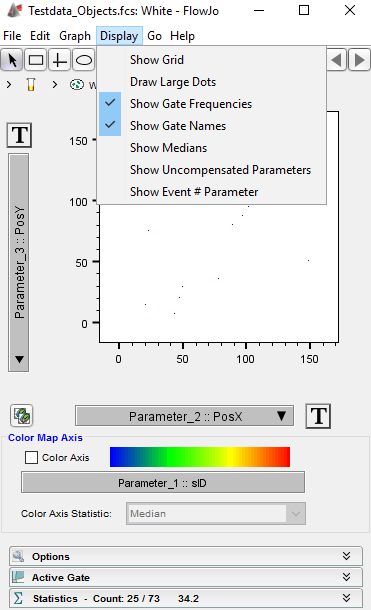 Testdata_Objects.fcs: White - FlowJo
File Edit Graph Display Go Help
Show Grid
Draw Large Dots
Show Gate Frequencies
Show Gate Names
Show Medians
Show Uncompensated Parameters
Show Event # Parameter
T
150
100
50
0
Parameter_3 :: PosY
0 50 100 150
Parameter_2 :: PosX
T
Color Map Axis
Color Axis
Parameter_1 :: sID
Color Axis Statistic: Median
Options
Active Gate
Σ Statistics - Count: 25 / 73 34.2